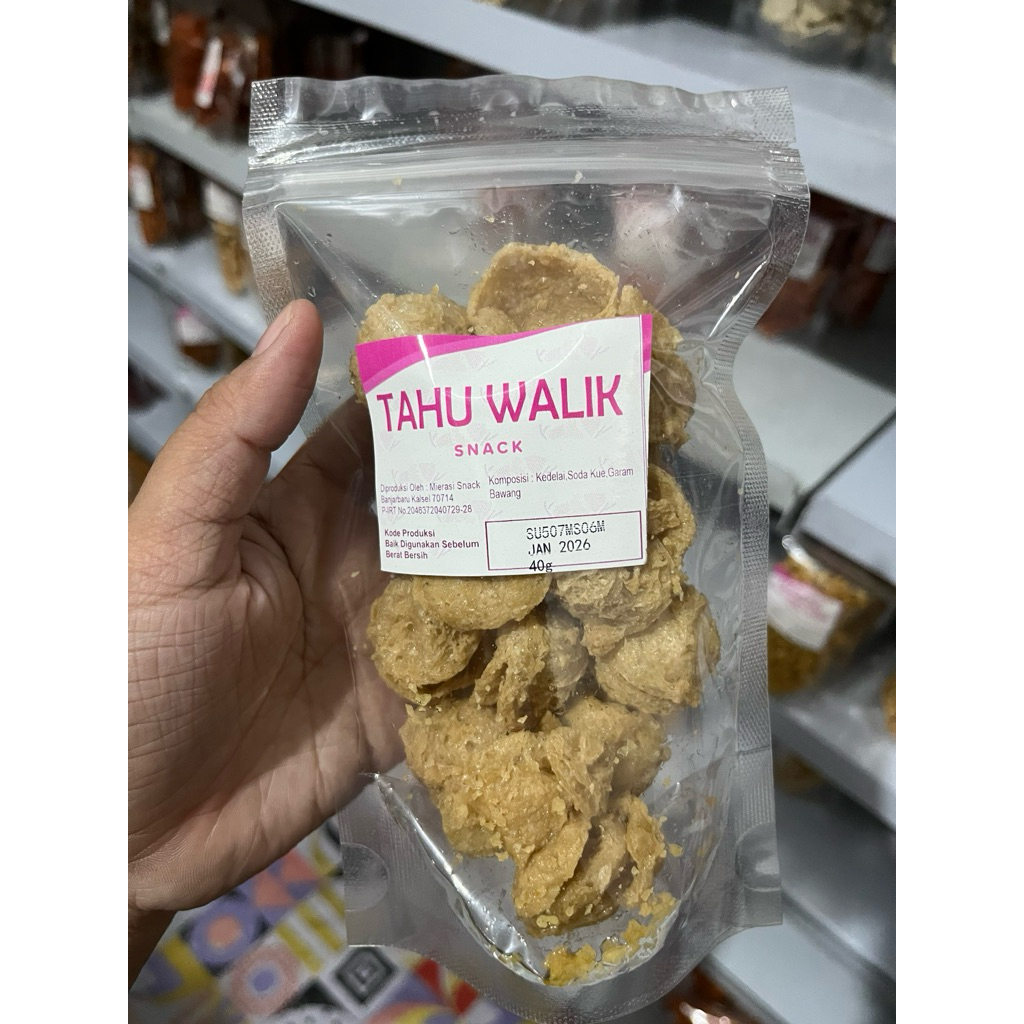 TAHU WALIK
SNACK
Diproduksi Oleh : Mierasi Snack
Banjarbaru Kalsel 70714
P-IRT No.2046372040729-28
Komposisi : Kedelai,Soda Kue,Garam
Bawang
Kode Produksi
Baik Digunakan Sebelum
Berat Bersih
SU507MS06M
JAN 2026
40g